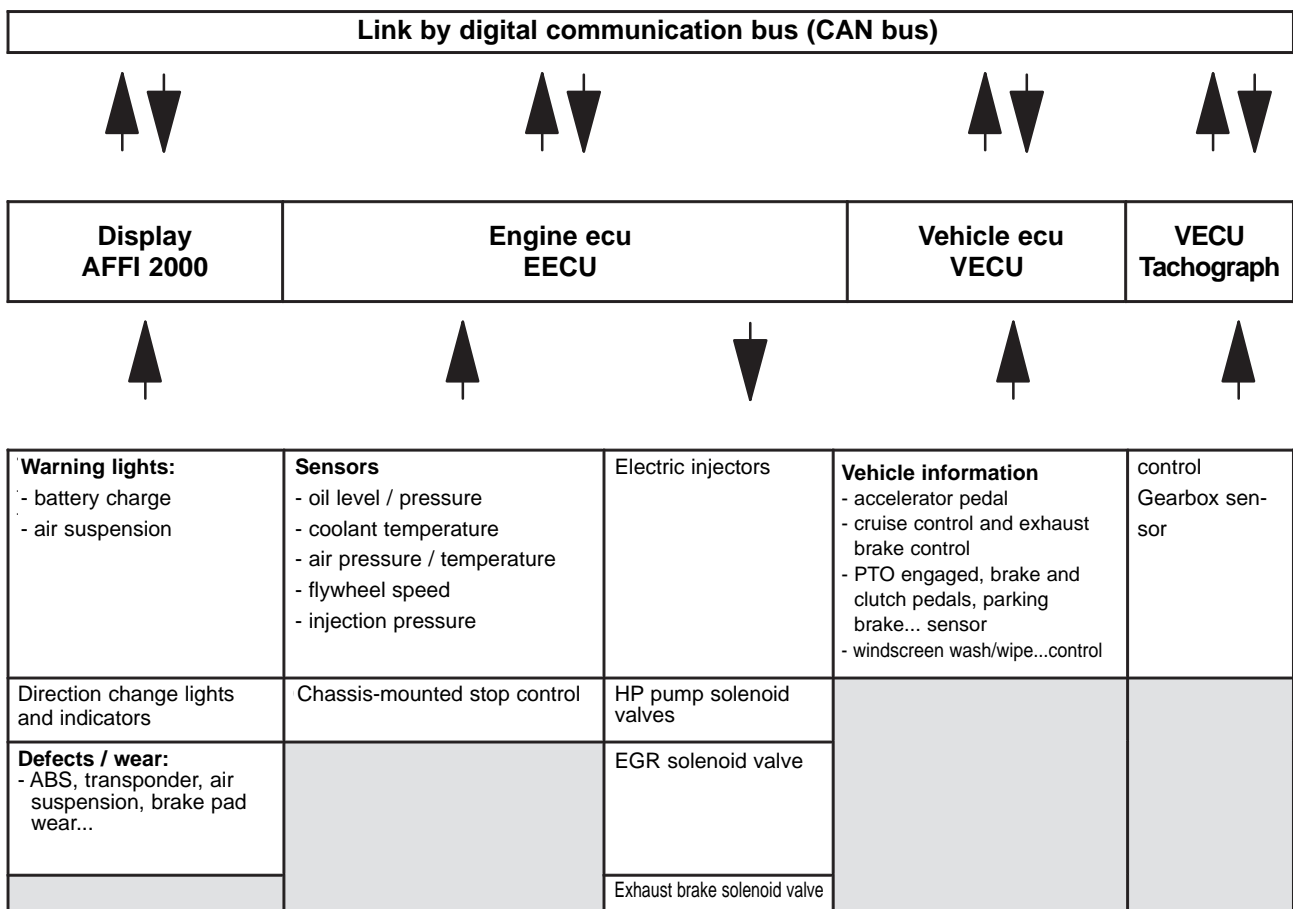 Link by digital communication bus (CAN bus)
Display
AFFI 2000
Engine ecu
EECU
Vehicle ecu
VECU
VECU
Tachograph
Warning lights:
- battery charge
- air suspension
Sensors
- oil level / pressure
- coolant temperature
- air pressure / temperature
- flywheel speed
- injection pressure
Electric injectors
Vehicle information
- accelerator pedal
- cruise control and exhaust
brake control
- PTO engaged, brake and
clutch pedals, parking
brake... sensor
- windscreen wash/wipe...control
control
Gearbox sen-
sor
Direction change lights
and indicators
Chassis-mounted stop control
HP pump solenoid
valves
Defects / wear:
- ABS, transponder, air
suspension, brake pad
wear...
EGR solenoid valve
Exhaust brake solenoid valve